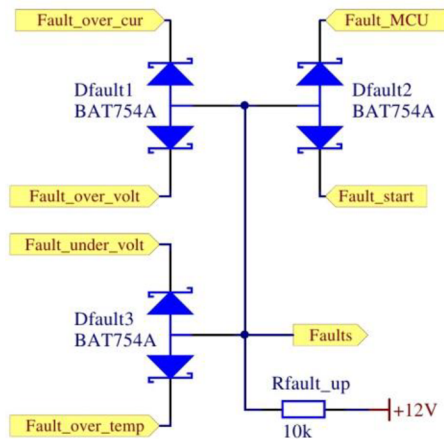 Fault_over_cur
Fault_MCU
Dfault1
BAT754A
Dfault2
BAT754A
Fault_over_volt
Fault_start
Fault_under_volt
Dfault3
BAT754A
Faults
Rfault_up
+12V
Fault_over_temp
10k